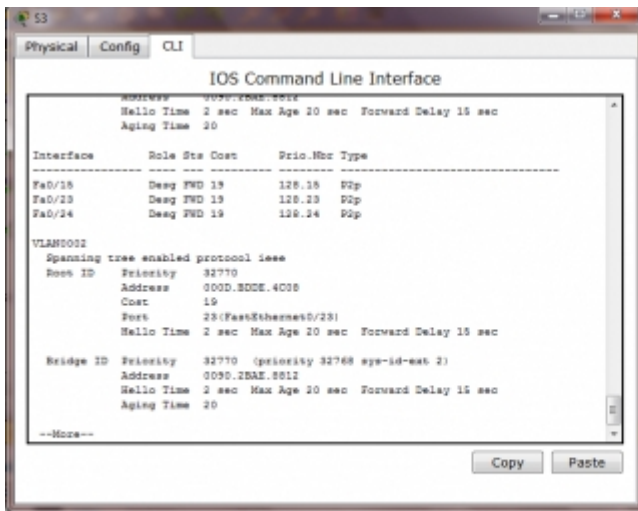 S3
Physical Config CLI
IOS Command Line Interface
Address 0090.2BAE.8812
Hello Time 2 sec Max Age 20 sec Forward Delay 15 sec
Aging Time 20
Interface Role Sts Cost Prio.Nbr Type
---------------- ---- --- --------- -------- --------------------------------
Fa0/15 Desg FWD 19 128.15 P2p
Fa0/23 Desg FWD 19 128.23 P2p
Fa0/24 Desg FWD 19 128.24 P2p
VLAN0002
Spanning tree enabled protocol ieee
Root ID Priority 32770
Address 000D.BDDE.4C08
Cost 19
Port 23(FastEthernet0/23)
Hello Time 2 sec Max Age 20 sec Forward Delay 15 sec
Bridge ID Priority 32770 (priority 32768 sys-id-ext 2)
Address 0090.2BAE.8812
Hello Time 2 sec Max Age 20 sec Forward Delay 15 sec
Aging Time 20
--More--
Copy Paste